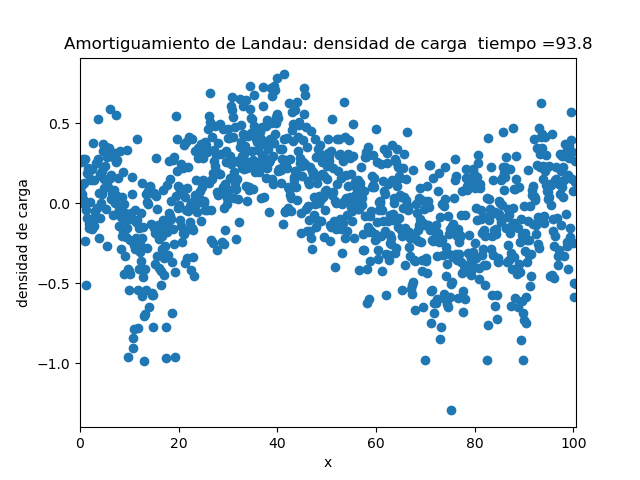 Amortiguamiento de Landau: densidad de carga  tiempo =93.8
densidad de carga
0.5
0.0
−0.5
−1.0
0 20 40 60 80 100
x